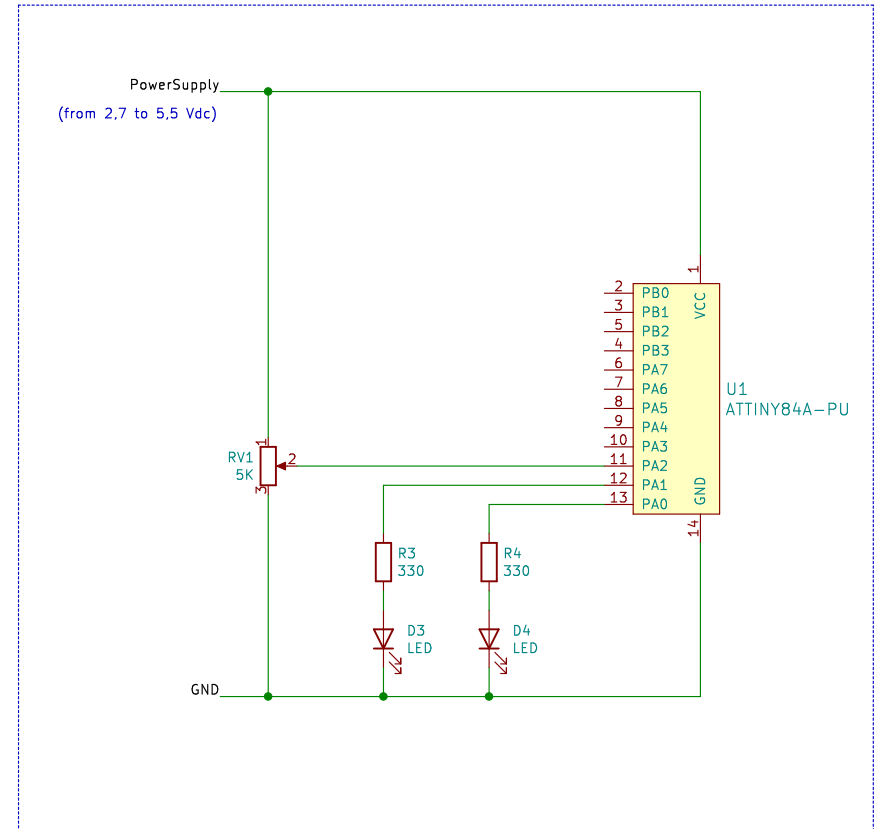 PowerSupply
(from 2,7 to 5,5 Vdc)
1
2 PB0
3 PB1
5 PB2
4 PB3
6 PA7
7 PA6
8 PA5
9 PA4
10 PA3
11 PA2
12 PA1
13 PA0
VCC
GND
14
U1
ATTINY84A-PU
1
RV1
5K
2
3
R3
330
R4
330
D3
LED
D4
LED
GND